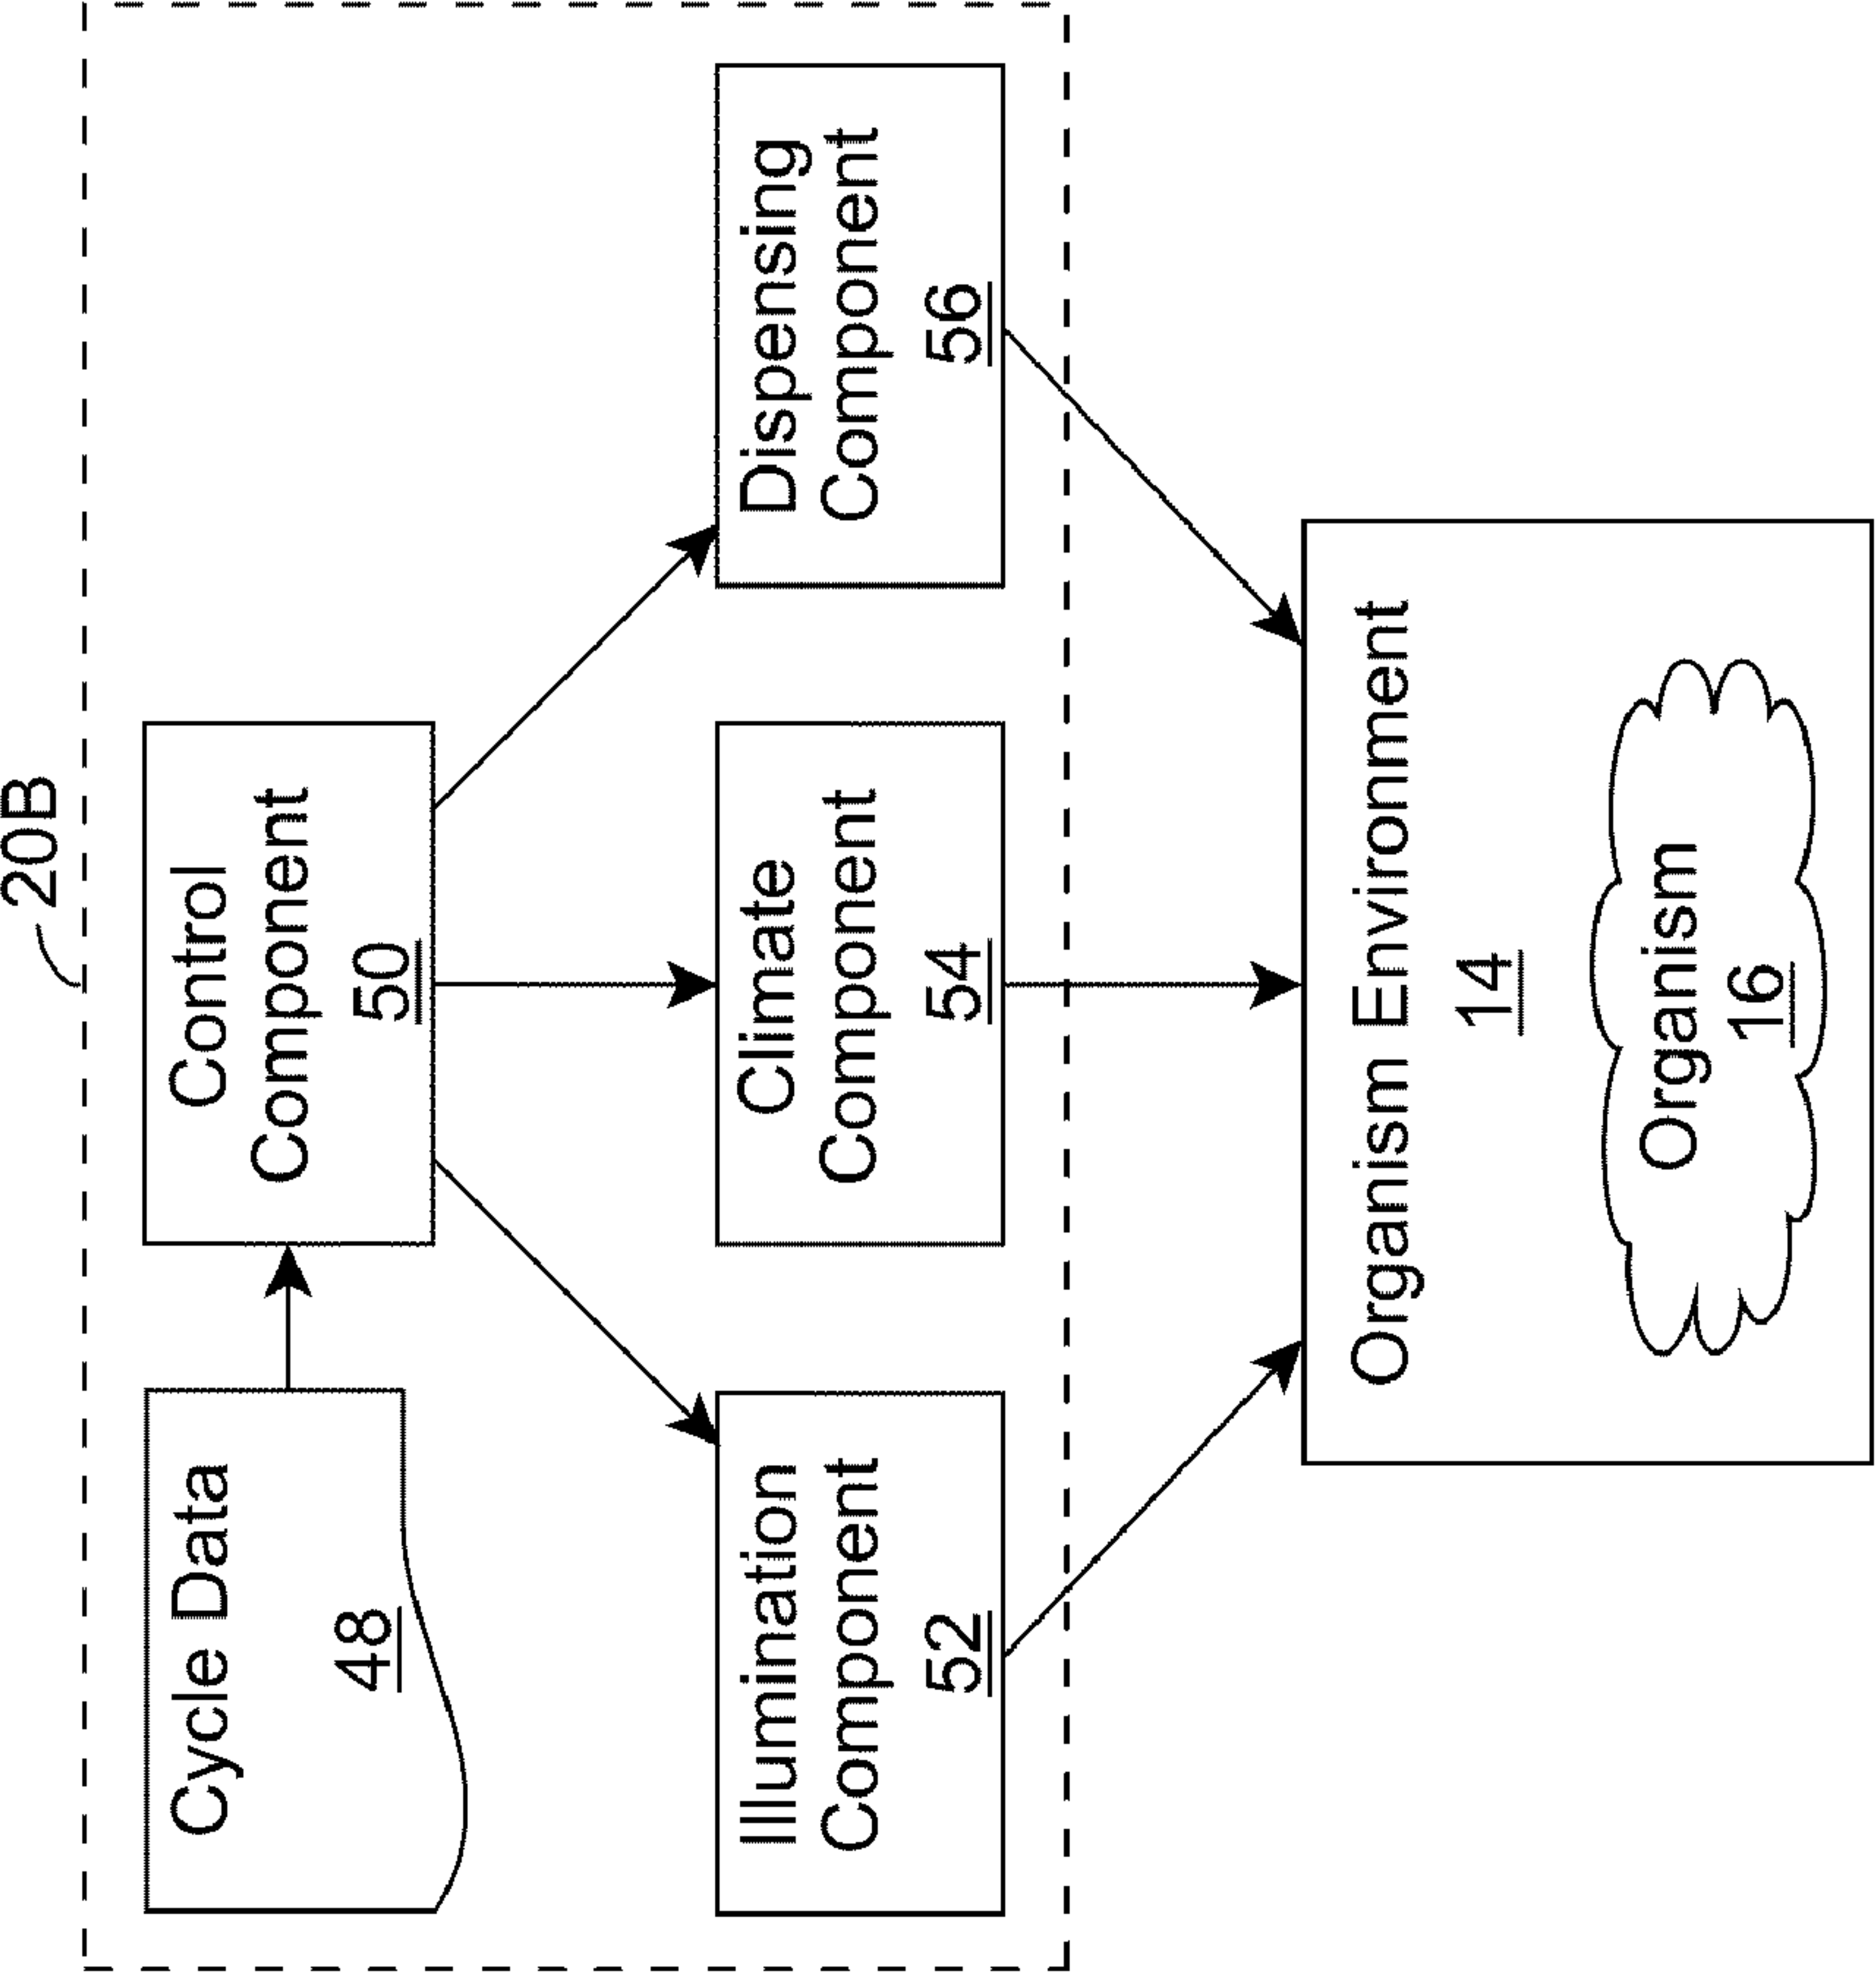 20B
Cycle Data
48
Control
Component
50
Illumination
Component
52
Climate
Component
54
Dispensing
Component
56
Organism Environment
14
Organism
16